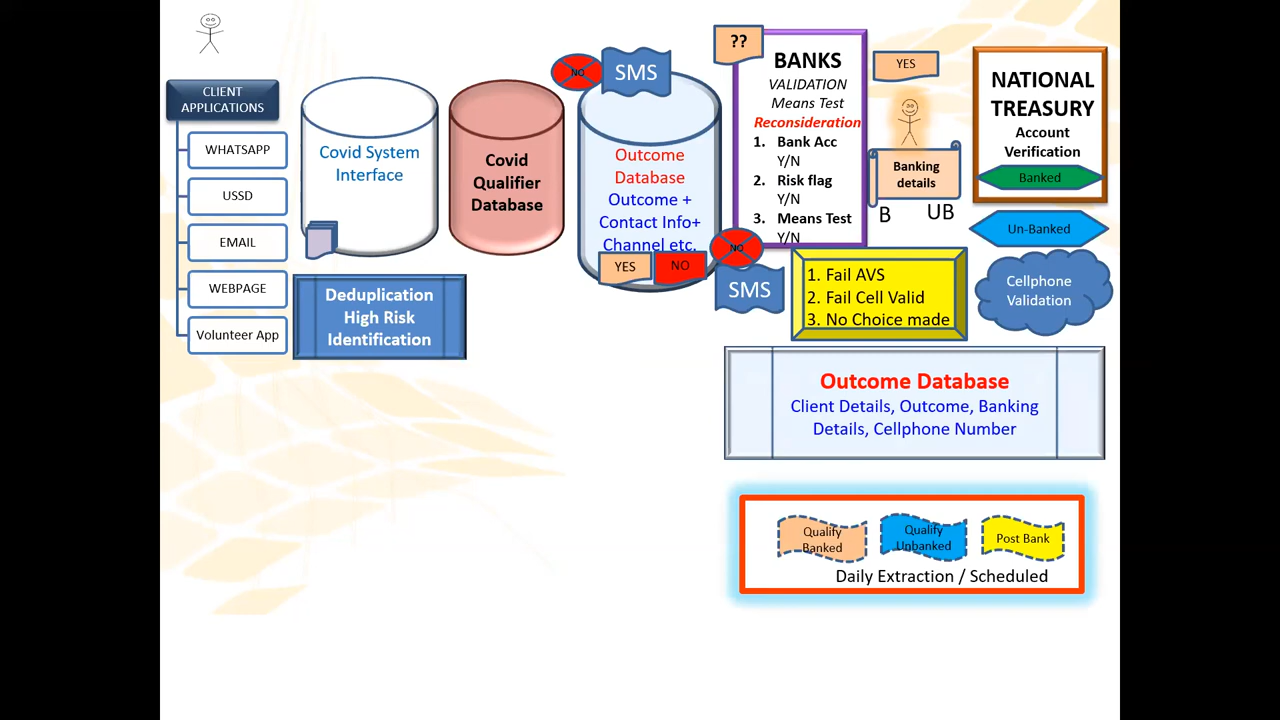 CLIENT
APPLICATIONS
WHATSAPP
USSD
EMAIL
WEBPAGE
Volunteer App
Covid System
Interface
Deduplication
High Risk
Identification
Covid
Qualifier
Database
NO
SMS
Outcome
Database
Outcome +
Contact Info+
Channel etc.
YES
NO
??
BANKS
VALIDATION
Means Test
Reconsideration
1. Bank Acc
Y/N
2. Risk flag
Y/N
3. Means Test
Y/N
NO
SMS
YES
Banking
details
B
UB
NATIONAL
TREASURY
Account
Verification
Banked
Un-Banked
Cellphone
Validation
1. Fail AVS
2. Fail Cell Valid
3. No Choice made
Outcome Database
Client Details, Outcome, Banking
Details, Cellphone Number
Qualify
Banked
Qualify
Unbanked
Post Bank
Daily Extraction / Scheduled